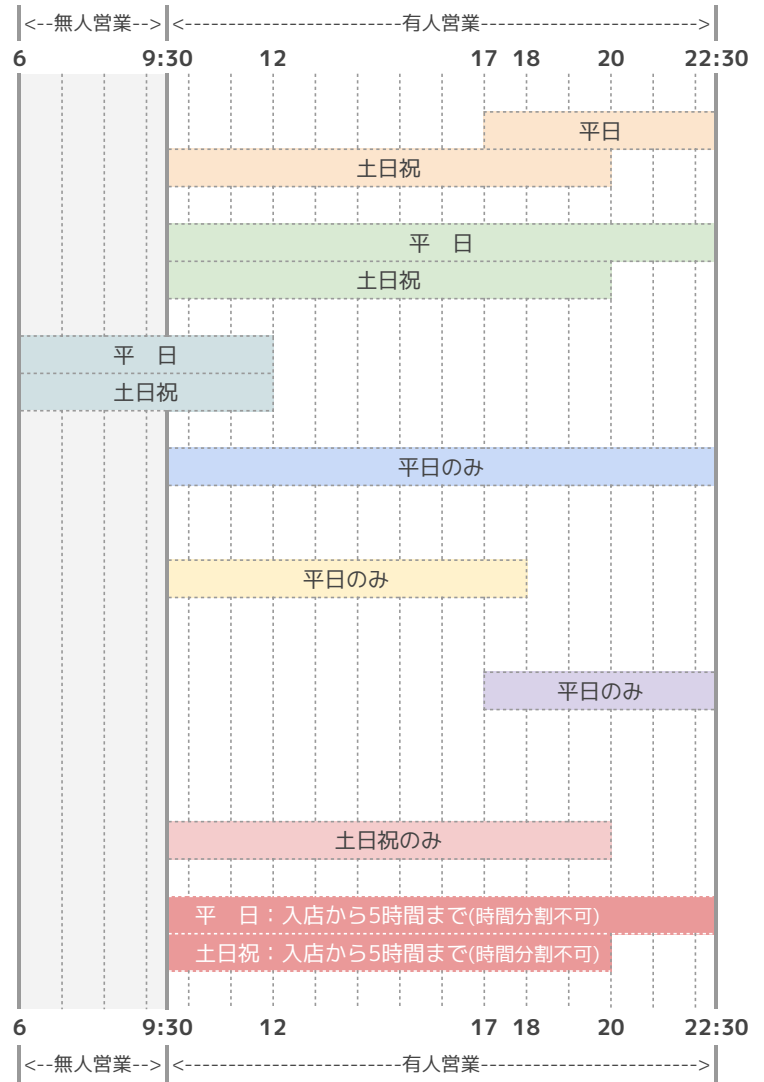 <--無人営業--> <-------------------------有人営業------------------------->
6 9:30 12 17 18 20 22:30
平日
土日祝
平　日
土日祝
平　日
土日祝
平日のみ
平日のみ
平日のみ
土日祝のみ
平　日：入店から5時間まで(時間分割不可)
土日祝：入店から5時間まで(時間分割不可)
6 9:30 12 17 18 20 22:30
<--無人営業--> <-------------------------有人営業------------------------->